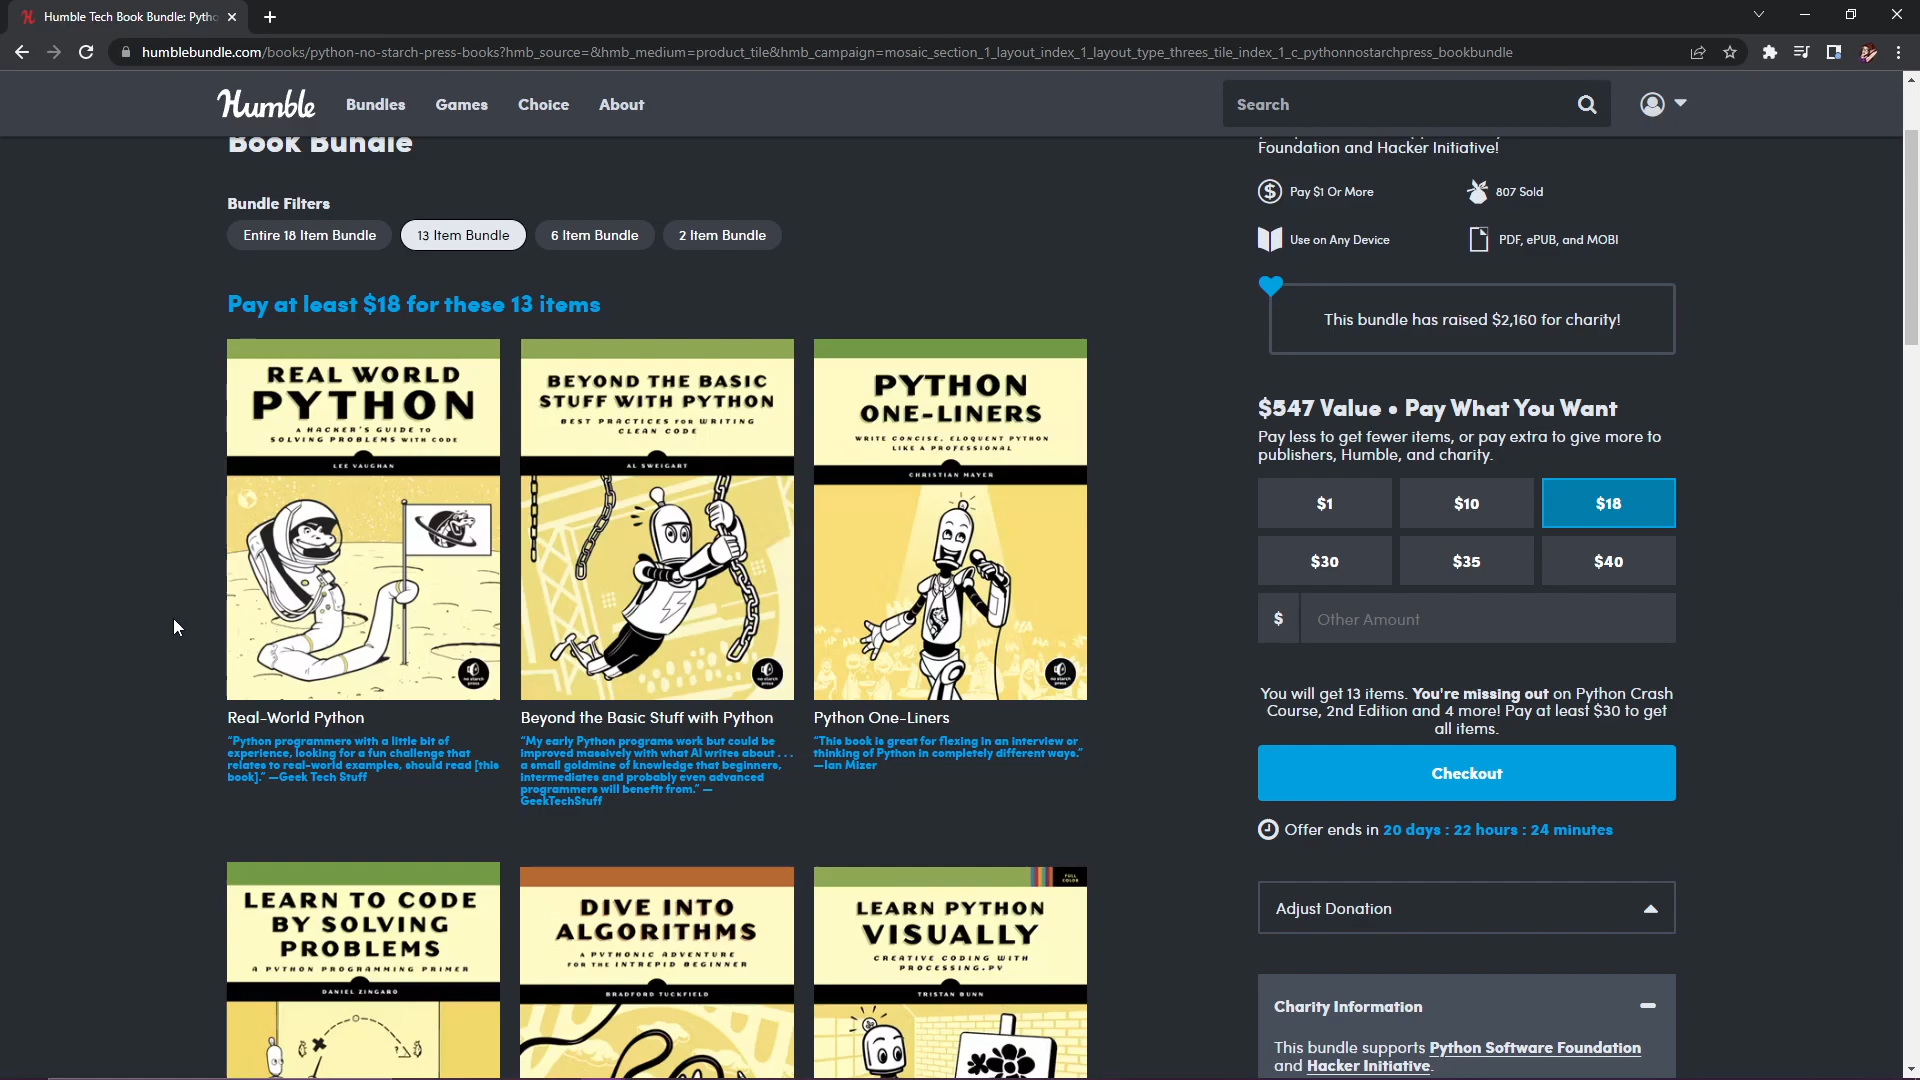 Humble Tech Book Bundle: Pytho
humblebundle.com/books/python-no-starch-press-books?hmb_source=&hmb_medium=product_tile&hmb_campaign=mosaic_section_1_layout_index_1_layout_type_threes_tile_index_1_c_pythonnostarchpress_bookbundle
Humble
Bundles
Games
Choice
About
Search
Book Bundle
Bundle Filters
Entire 18 Item Bundle
13 Item Bundle
6 Item Bundle
2 Item Bundle
Pay at least $18 for these 13 items
REAL WORLD
PYTHON
A HACKER'S GUIDE TO
SOLVING PROBLEMS WITH CODE
LEE VAUGHAN
Real-World Python
"Python programmers with a little bit of
experience, looking for a fun challenge that
relates to real-world examples, should read [this
book]." —Geek Tech Stuff
BEYOND THE BASIC
STUFF WITH PYTHON
BEST PRACTICES FOR WRITING
CLEAN CODE
AL SWEIGART
Beyond the Basic Stuff with Python
"My early Python programs work but could be
improved massively with what Al writes about . . .
a small goldmine of knowledge that beginners,
intermediates and probably even advanced
programmers will benefit from." —
GeekTechStuff
PYTHON
ONE-LINERS
WRITE CONCISE, ELOQUENT PYTHON
LIKE A PROFESSIONAL
CHRISTIAN MAYER
Python One-Liners
"This book is great for flexing in an interview or
thinking of Python in completely different ways."
—Ian Mizer
LEARN TO CODE
BY SOLVING
PROBLEMS
A PYTHON PROGRAMMING PRIMER
DANIEL ZINGARO
DIVE INTO
ALGORITHMS
A PYTHONIC ADVENTURE
FOR THE INTREPID BEGINNER
BRADFORD TUCKFIELD
FULL
COLOR
LEARN PYTHON
VISUALLY
CREATIVE CODING WITH
PROCESSING.PY
TRISTAN BUNN
Foundation and Hacker Initiative!
Pay $1 Or More
807 Sold
Use on Any Device
PDF, ePUB, and MOBI
This bundle has raised $2,160 for charity!
$547 Value • Pay What You Want
Pay less to get fewer items, or pay extra to give more to
publishers, Humble, and charity.
$1
$10
$18
$30
$35
$40
$
Other Amount
You will get 13 items. You're missing out on Python Crash
Course, 2nd Edition and 4 more! Pay at least $30 to get
all items.
Checkout
Offer ends in 20 days : 22 hours : 24 minutes
Adjust Donation
Charity Information
This bundle supports Python Software Foundation
and Hacker Initiative.